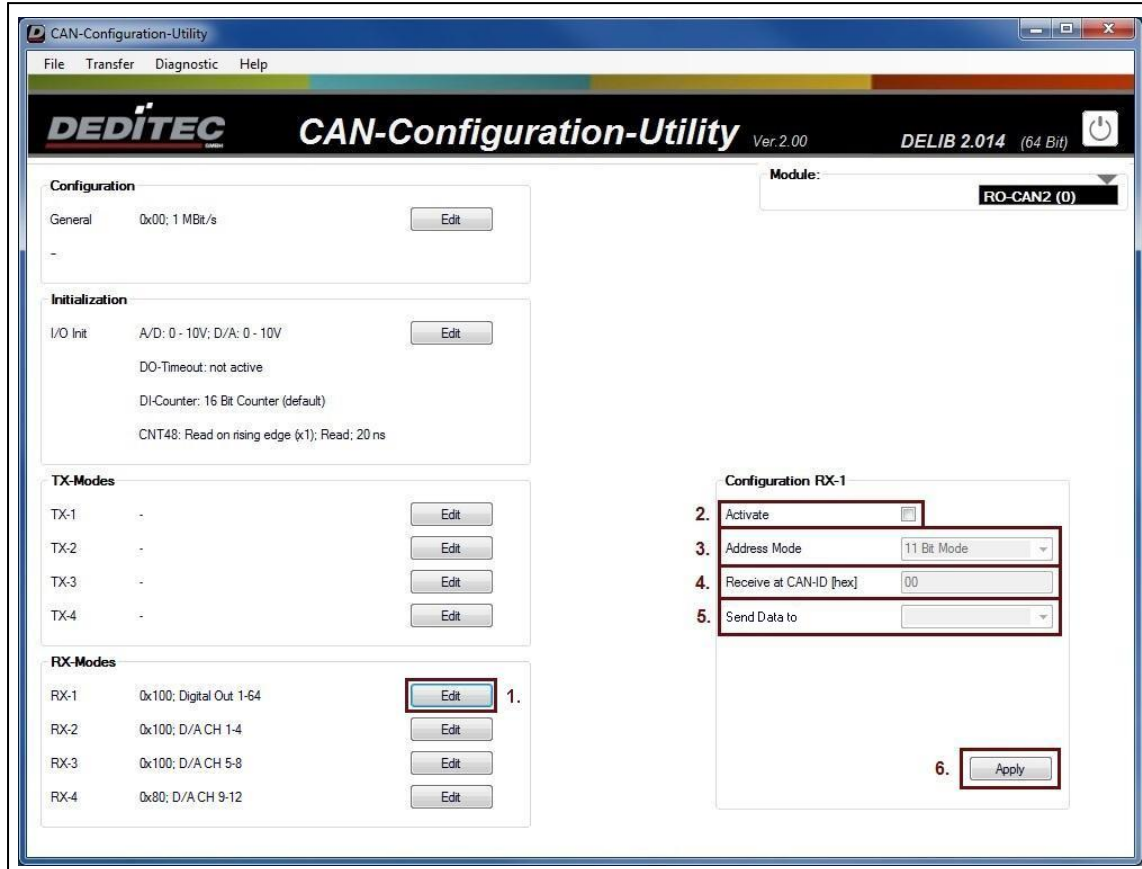 CAN-Configuration-Utility
File Transfer Diagnostic Help
DEDITEC GMBH CAN-Configuration-Utility Ver.2.00 DELIB 2.014 (64 Bit)
Module:
RO-CAN2 (0)
Configuration
General 0x00; 1 MBit/s Edit
-
Initialization
I/O Init A/D: 0 - 10V; D/A: 0 - 10V Edit
DO-Timeout: not active
DI-Counter: 16 Bit Counter (default)
CNT48: Read on rising edge (x1); Read; 20 ns
TX-Modes
TX-1 - Edit
TX-2 - Edit
TX-3 - Edit
TX-4 - Edit
RX-Modes
RX-1 0x100; Digital Out 1-64 Edit 1.
RX-2 0x100; D/A CH 1-4 Edit
RX-3 0x100; D/A CH 5-8 Edit
RX-4 0x80; D/A CH 9-12 Edit
Configuration RX-1
2. Activate
3. Address Mode 11 Bit Mode
4. Receive at CAN-ID [hex] 00
5. Send Data to
6. Apply